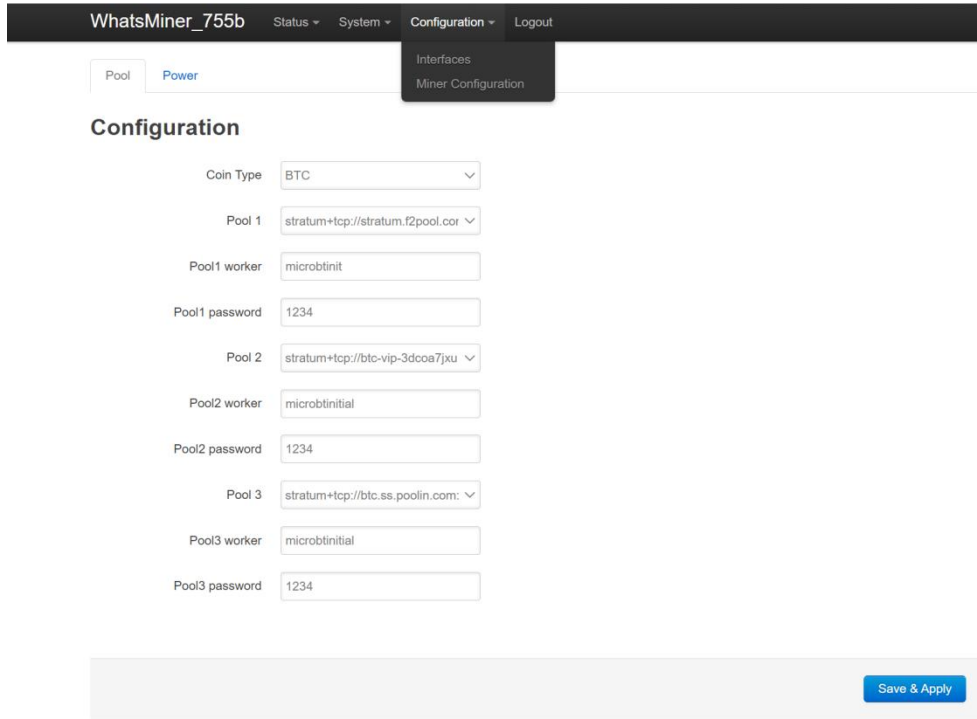 WhatsMiner_755b Status System Configuration Logout
Interfaces
Miner Configuration
Pool Power
Configuration
Coin Type BTC
Pool 1 stratum+tcp://stratum.f2pool.cor
Pool1 worker microbtinit
Pool1 password 1234
Pool 2 stratum+tcp://btc-vip-3dcoa7jxu
Pool2 worker microbtinitial
Pool2 password 1234
Pool 3 stratum+tcp://btc.ss.poolin.com:
Pool3 worker microbtinitial
Pool3 password 1234
Save & Apply